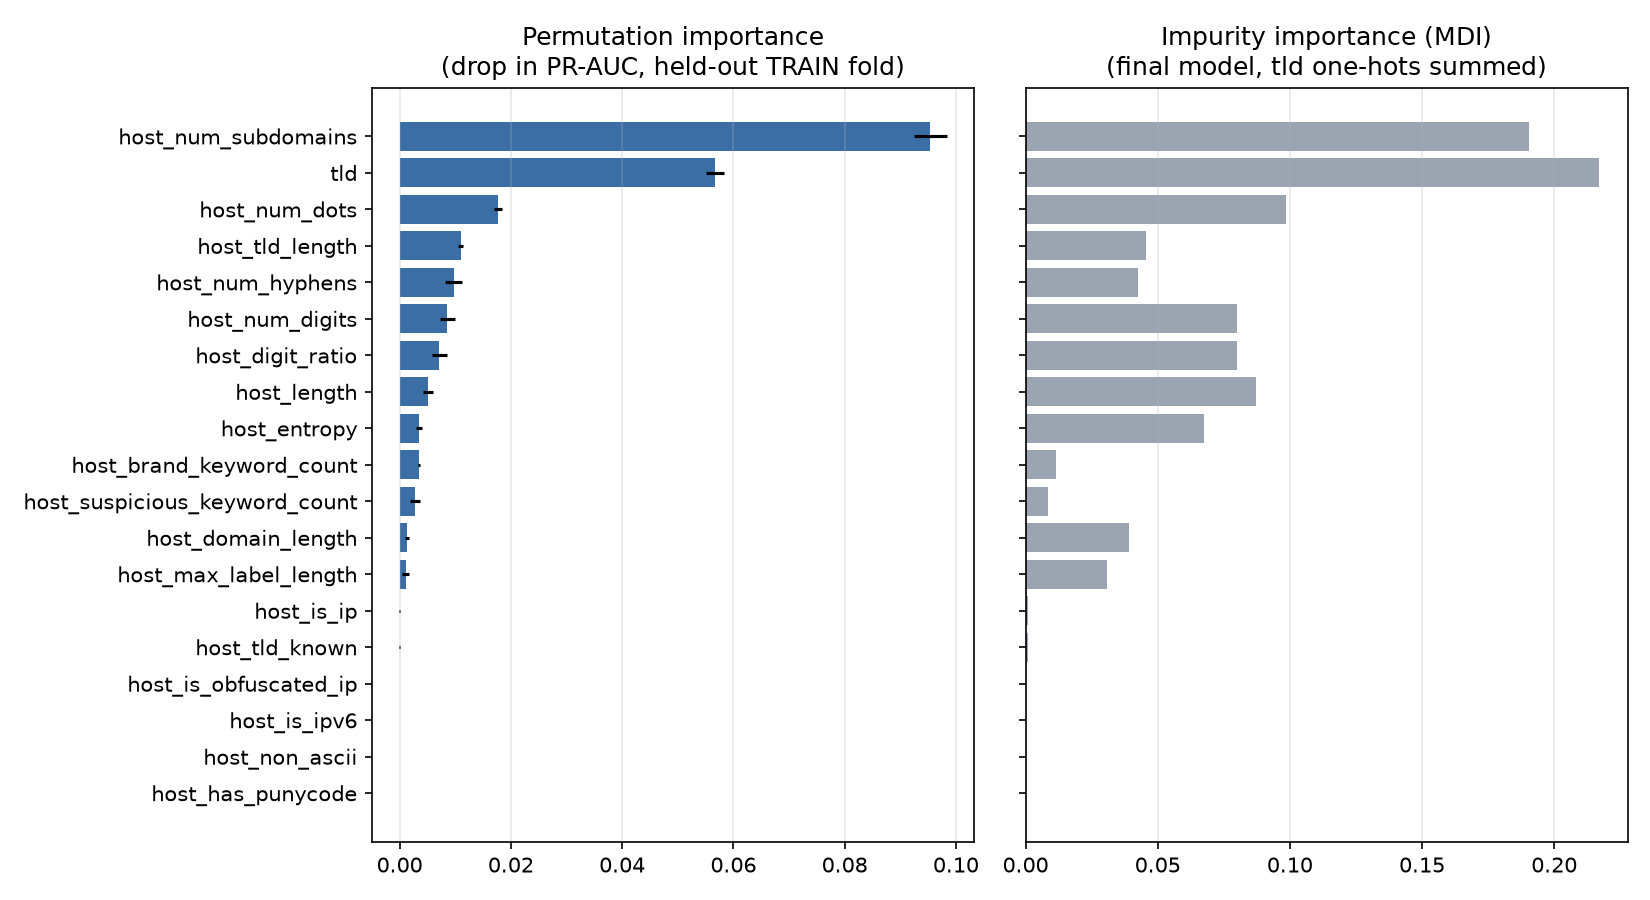 Permutation importance
(drop in PR-AUC, held-out TRAIN fold)
Impurity importance (MDI)
(final model, tld one-hots summed)
host_num_subdomains
tld
host_num_dots
host_tld_length
host_num_hyphens
host_num_digits
host_digit_ratio
host_length
host_entropy
host_brand_keyword_count
host_suspicious_keyword_count
host_domain_length
host_max_label_length
host_is_ip
host_tld_known
host_is_obfuscated_ip
host_is_ipv6
host_non_ascii
host_has_punycode
0.00 0.02 0.04 0.06 0.08 0.10
0.00 0.05 0.10 0.15 0.20